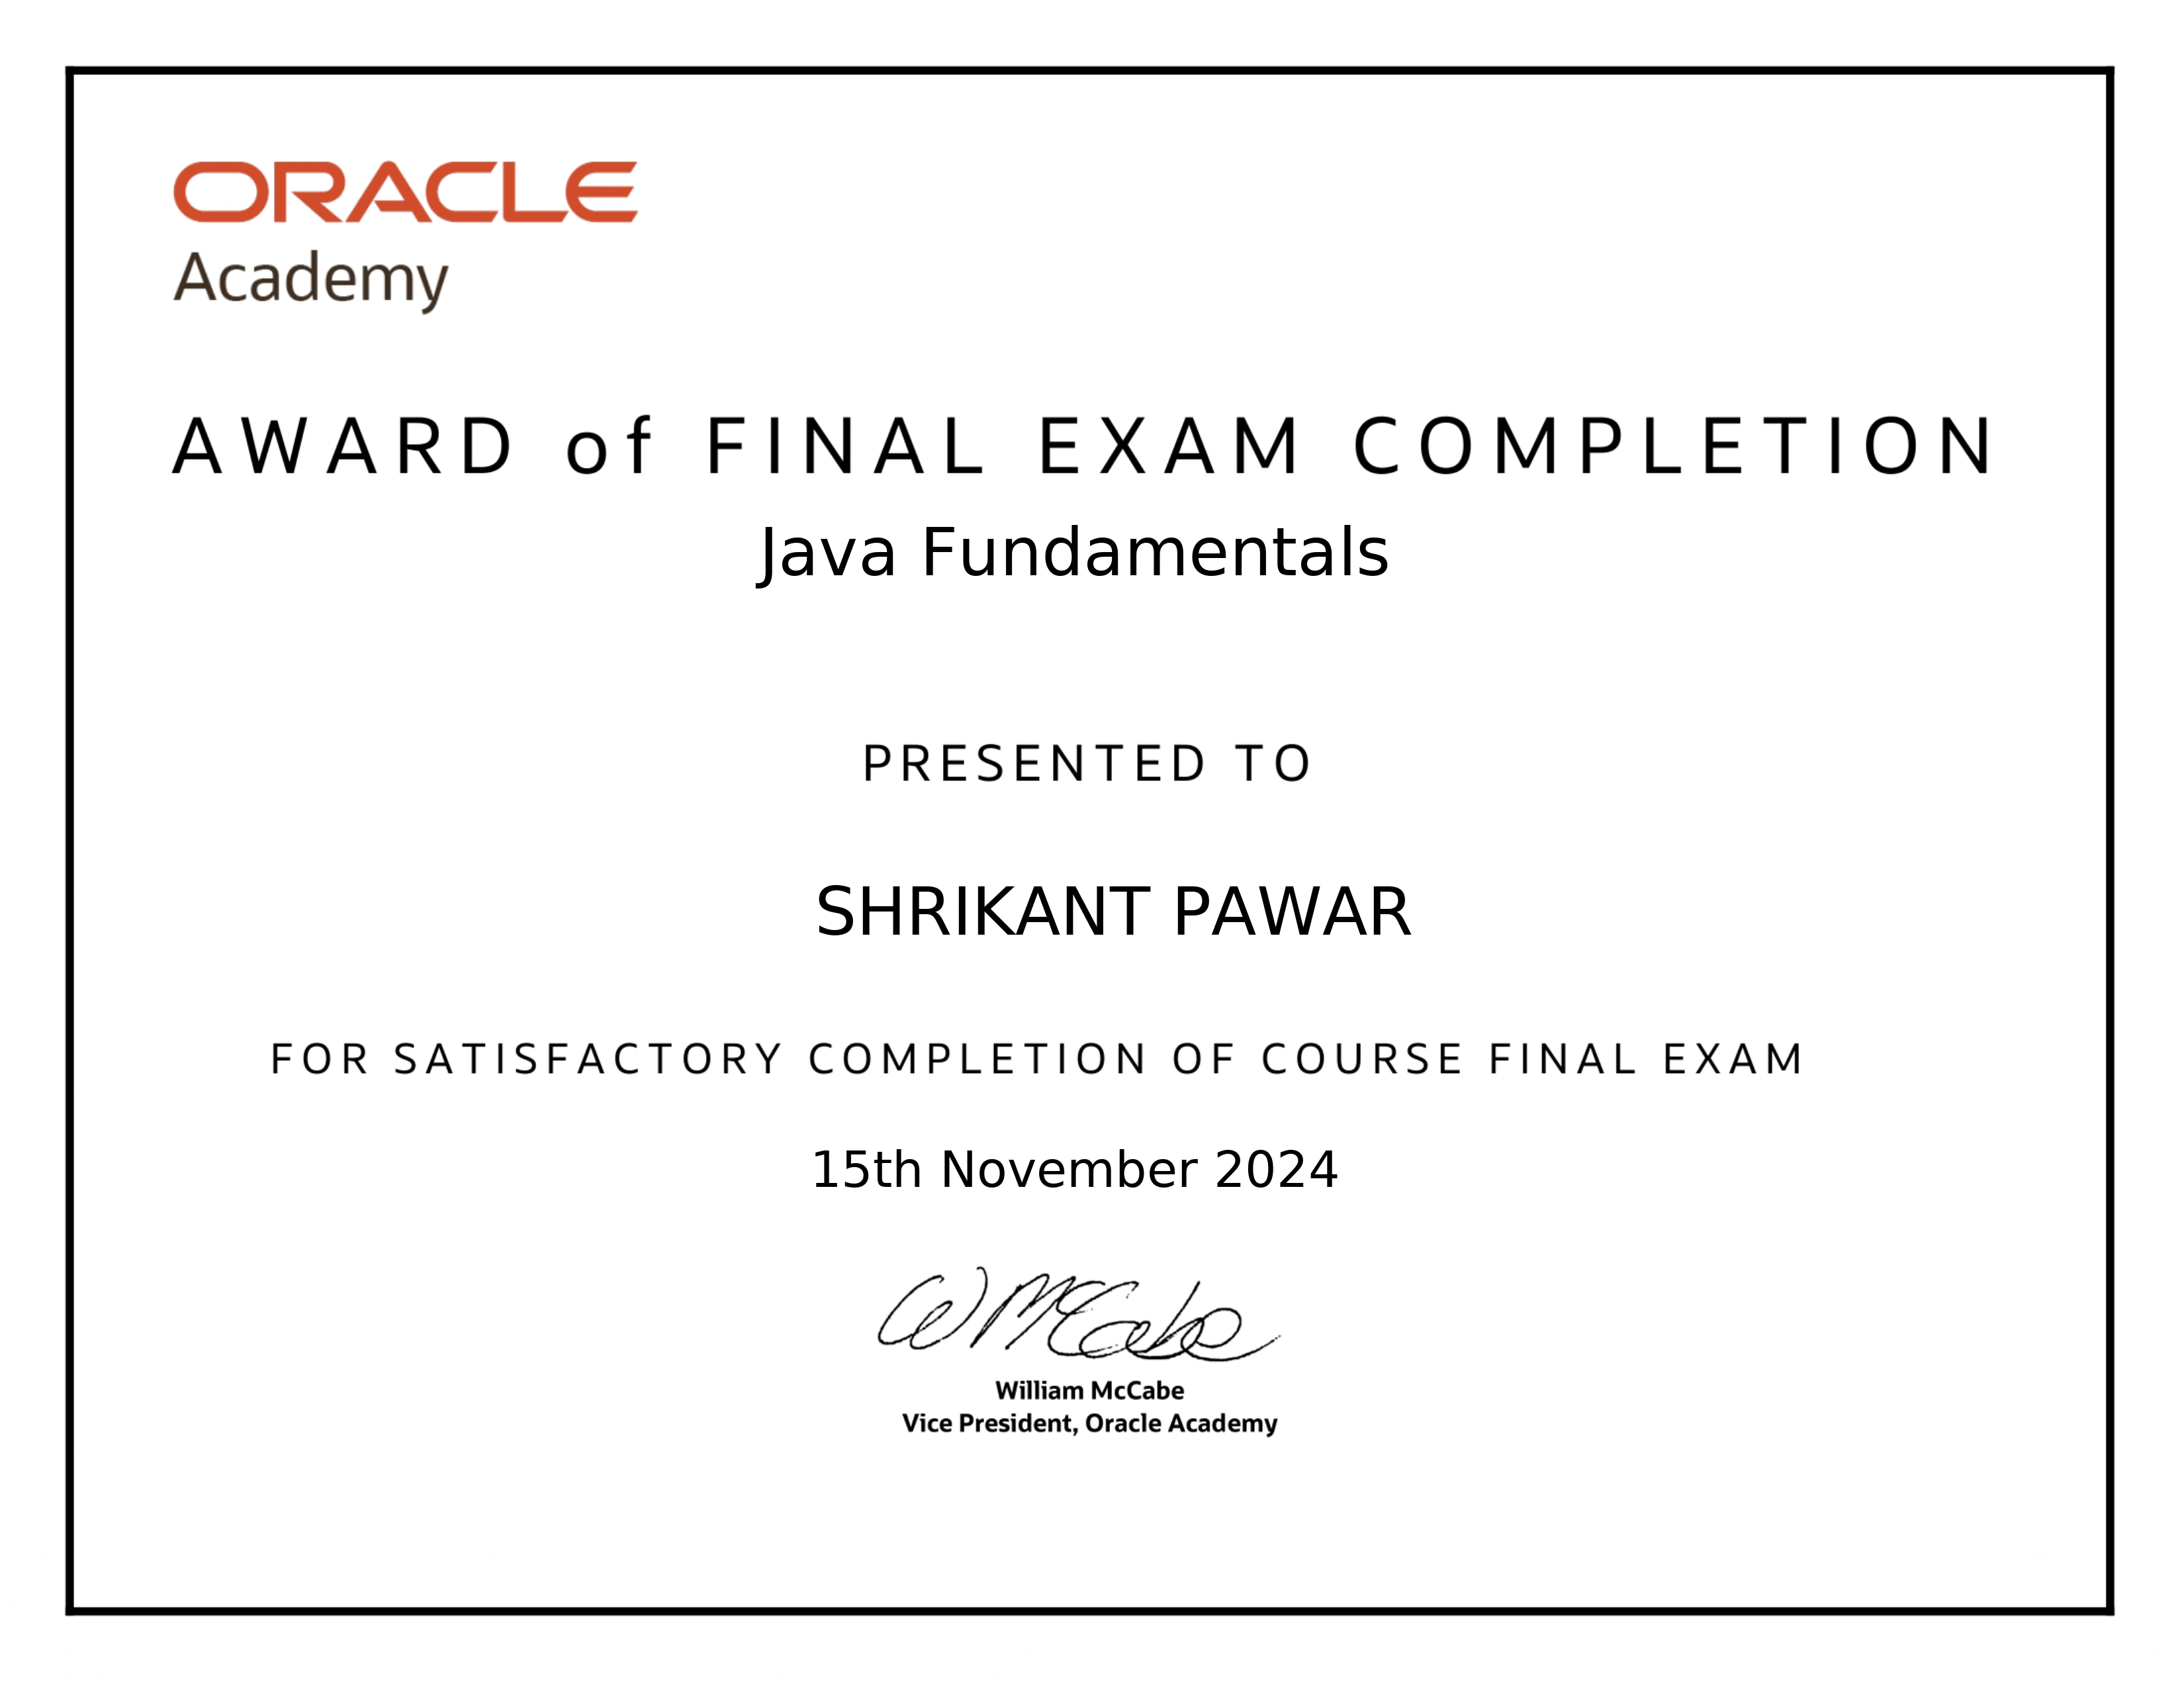 ORACLE
Academy
AWARD of FINAL EXAM COMPLETION
Java Fundamentals
PRESENTED TO
SHRIKANT PAWAR
FOR SATISFACTORY COMPLETION OF COURSE FINAL EXAM
15th November 2024
W McCabe
William McCabe
Vice President, Oracle Academy